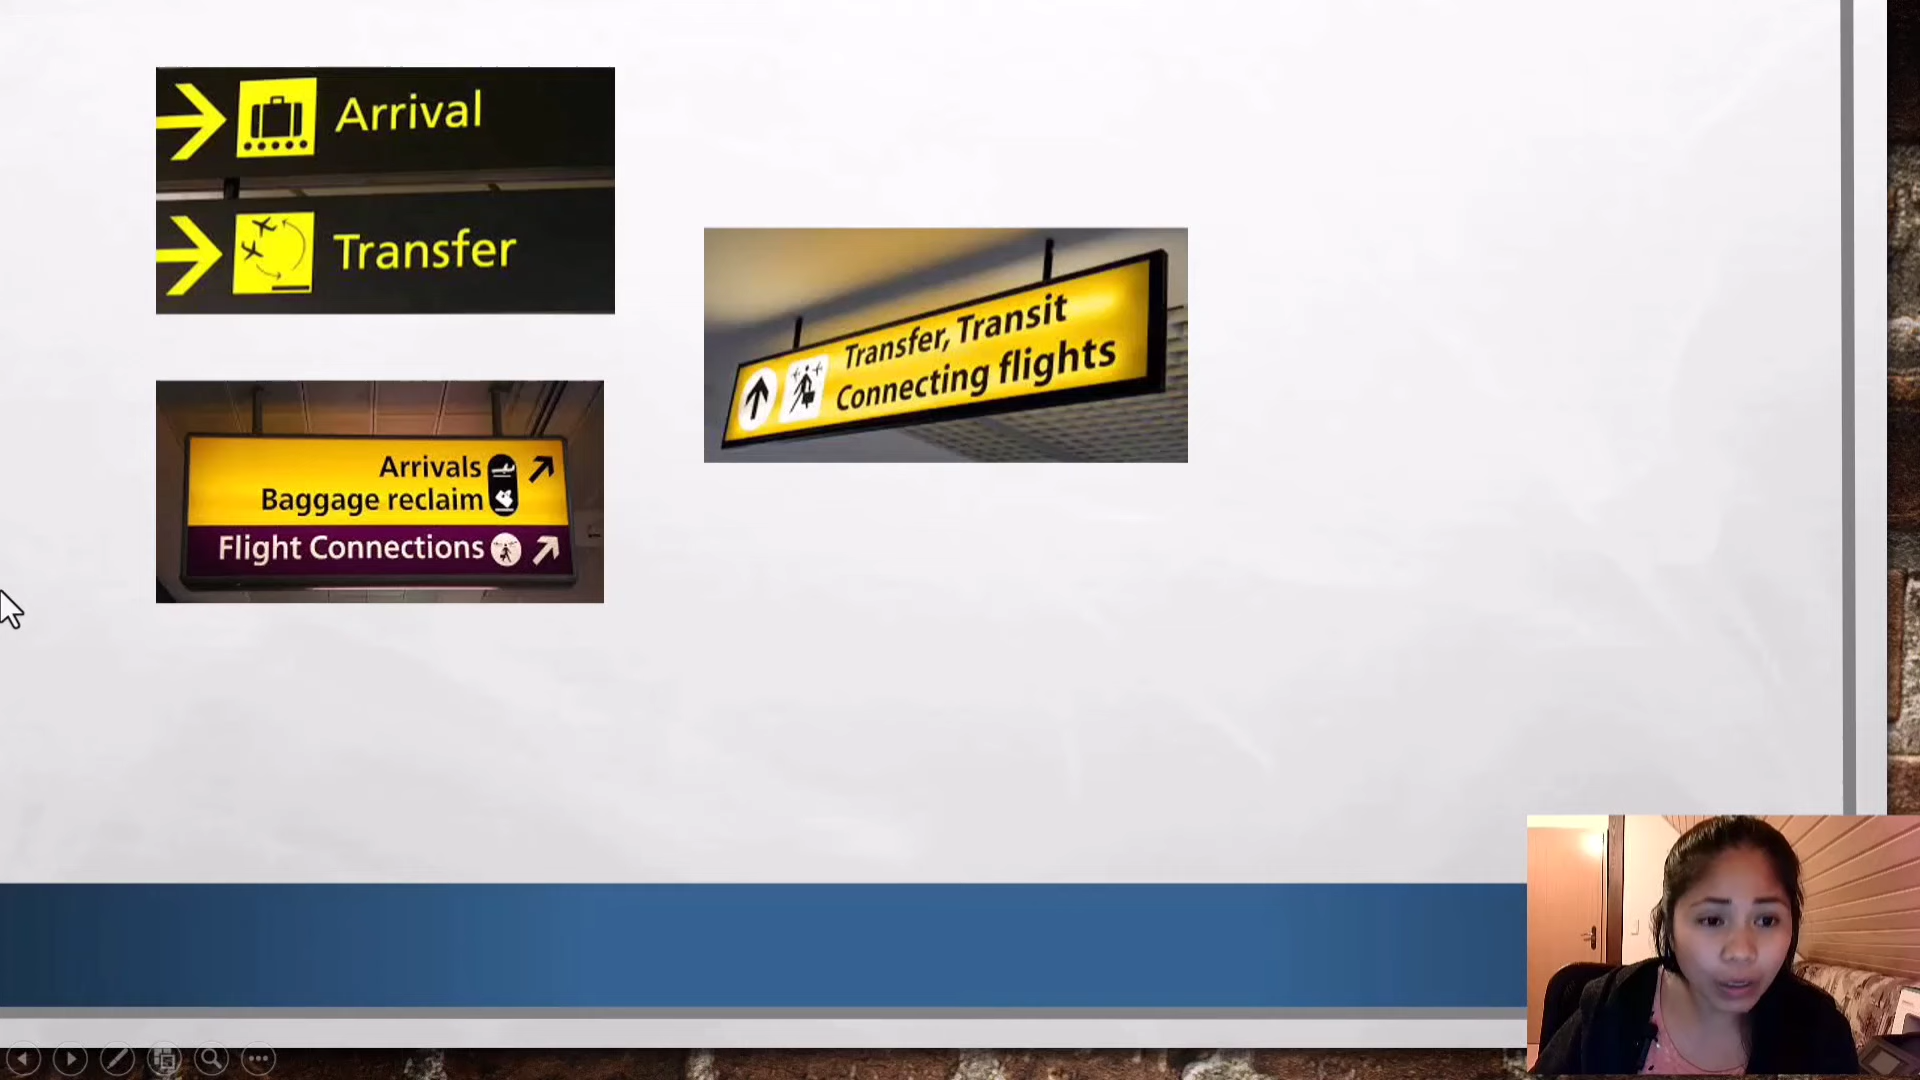 Arrival
Transfer
Transfer, Transit
Connecting flights
Arrivals
Baggage reclaim
Flight Connections